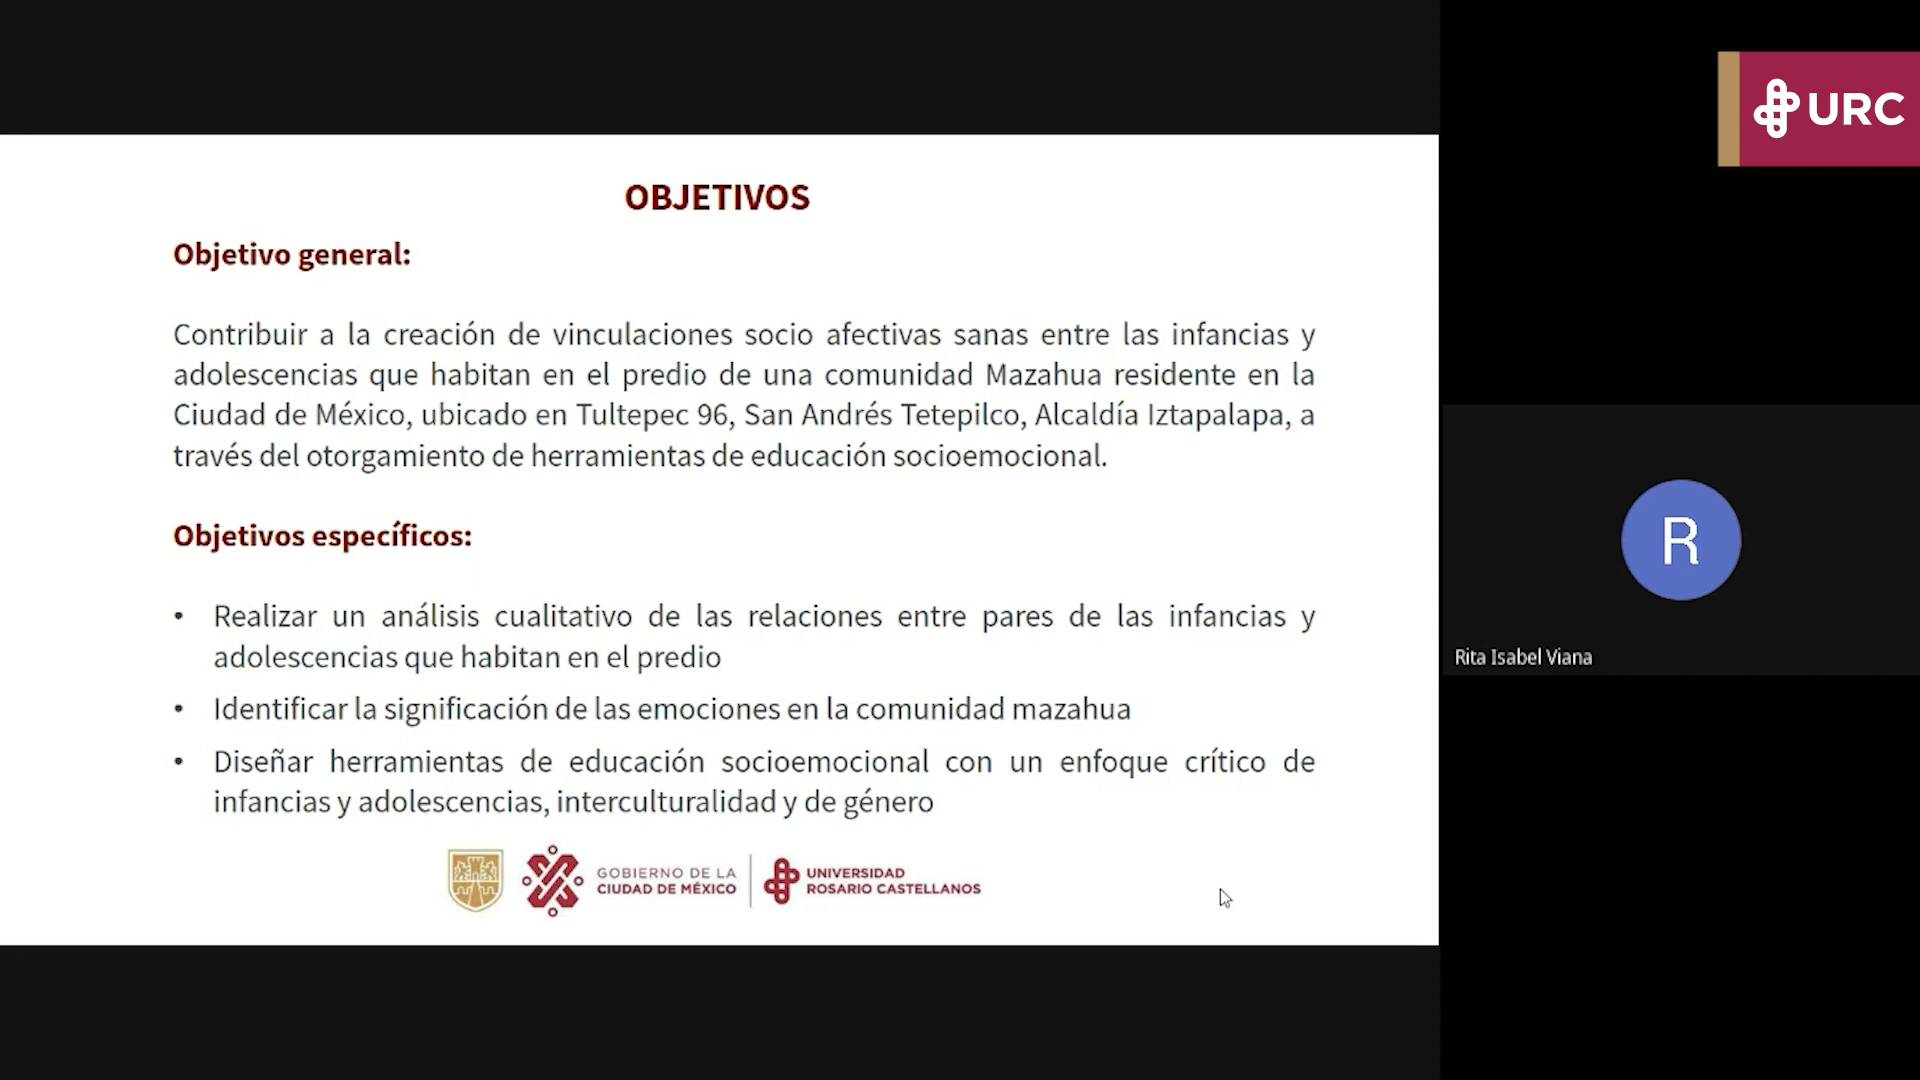 URC
OBJETIVOS
Objetivo general:
Contribuir a la creación de vinculaciones socio afectivas sanas entre las infancias y
adolescencias que habitan en el predio de una comunidad Mazahua residente en la
Ciudad de México, ubicado en Tultepec 96, San Andrés Tetepilco, Alcaldía Iztapalapa, a
través del otorgamiento de herramientas de educación socioemocional.
Objetivos específicos:
• Realizar un análisis cualitativo de las relaciones entre pares de las infancias y
adolescencias que habitan en el predio
• Identificar la significación de las emociones en la comunidad mazahua
• Diseñar herramientas de educación socioemocional con un enfoque crítico de
infancias y adolescencias, interculturalidad y de género
GOBIERNO DE LA
CIUDAD DE MÉXICO
UNIVERSIDAD
ROSARIO CASTELLANOS
R
Rita Isabel Viana